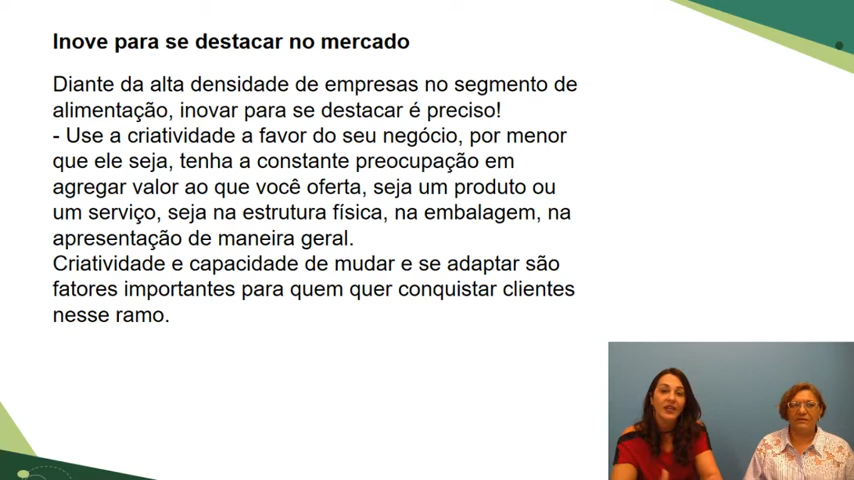 Inove para se destacar no mercado
Diante da alta densidade de empresas no segmento de
alimentação, inovar para se destacar é preciso!
- Use a criatividade a favor do seu negócio, por menor
que ele seja, tenha a constante preocupação em
agregar valor ao que você oferta, seja um produto ou
um serviço, seja na estrutura física, na embalagem, na
apresentação de maneira geral.
Criatividade e capacidade de mudar e se adaptar são
fatores importantes para quem quer conquistar clientes
nesse ramo.